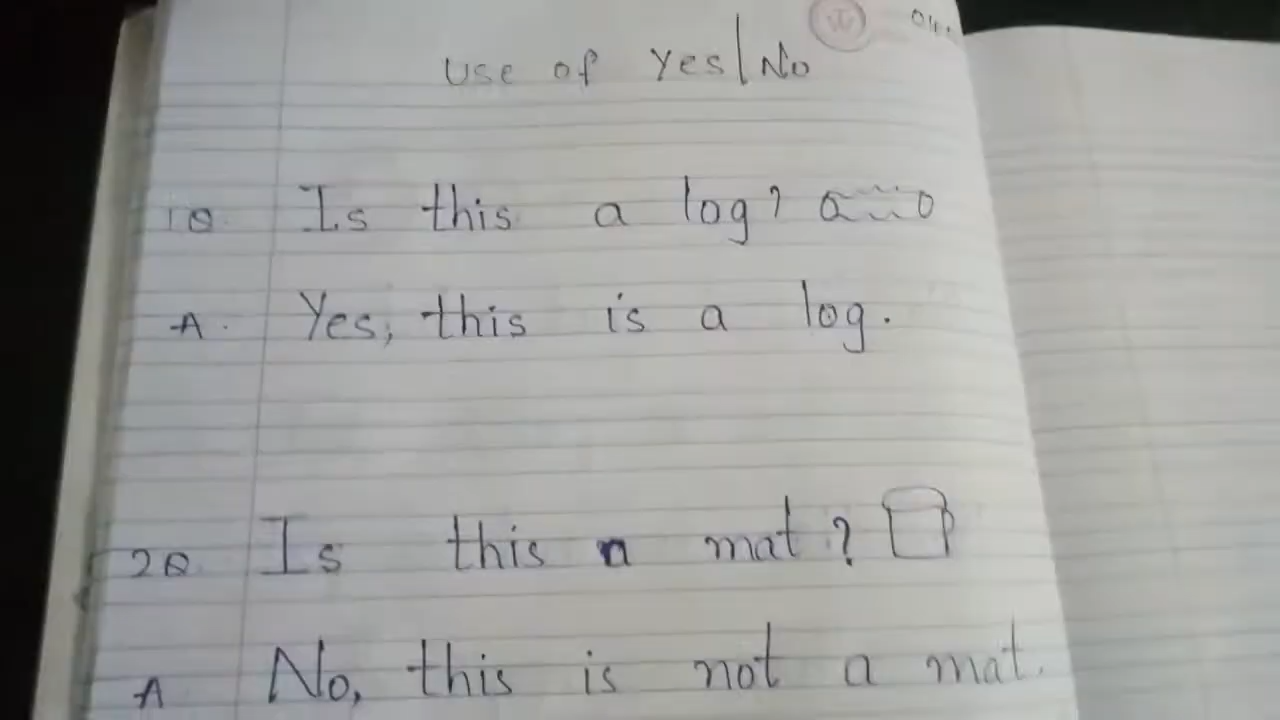 Use of Yes/No
1Q. Is this a log?
A. Yes, this is a log.
2Q. Is this a mat?
A No, this is not a mat.